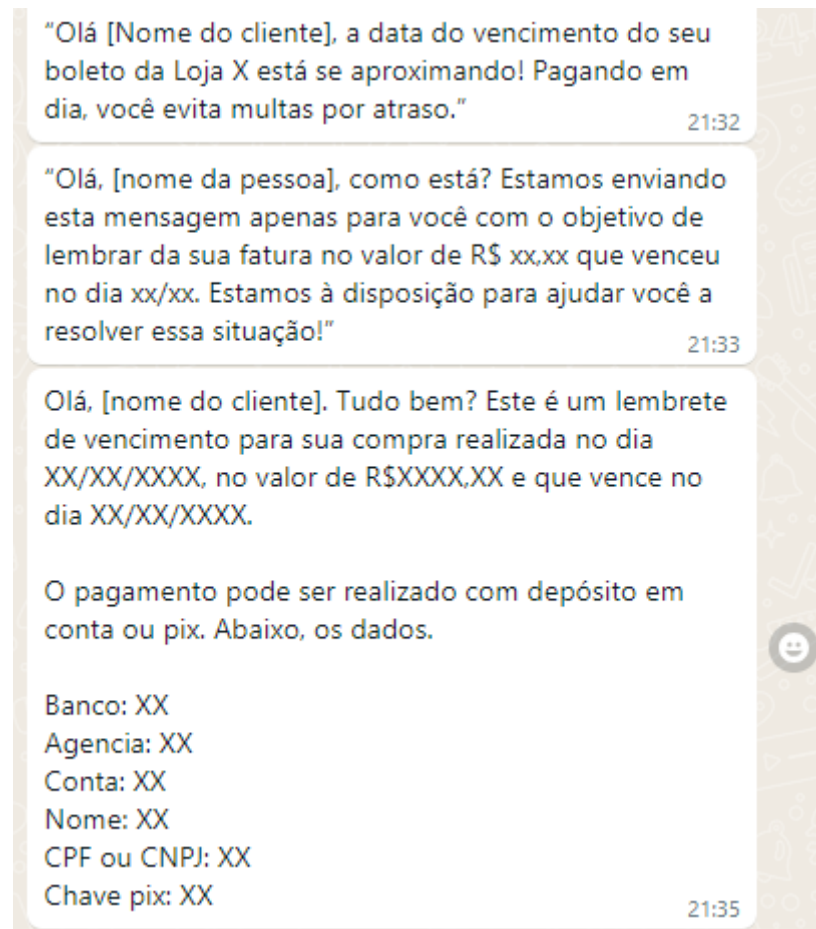 “Olá [Nome do cliente], a data do vencimento do seu
boleto da Loja X está se aproximando! Pagando em
dia, você evita multas por atraso.”
21:32
“Olá, [nome da pessoa], como está? Estamos enviando
esta mensagem apenas para você com o objetivo de
lembrar da sua fatura no valor de R$ xx,xx que venceu
no dia xx/xx. Estamos à disposição para ajudar você a
resolver essa situação!”
21:33
Olá, [nome do cliente]. Tudo bem? Este é um lembrete
de vencimento para sua compra realizada no dia
XX/XX/XXXX, no valor de R$XXXX,XX e que vence no
dia XX/XX/XXXX.
O pagamento pode ser realizado com depósito em
conta ou pix. Abaixo, os dados.
Banco: XX
Agencia: XX
Conta: XX
Nome: XX
CPF ou CNPJ: XX
Chave pix: XX
21:35